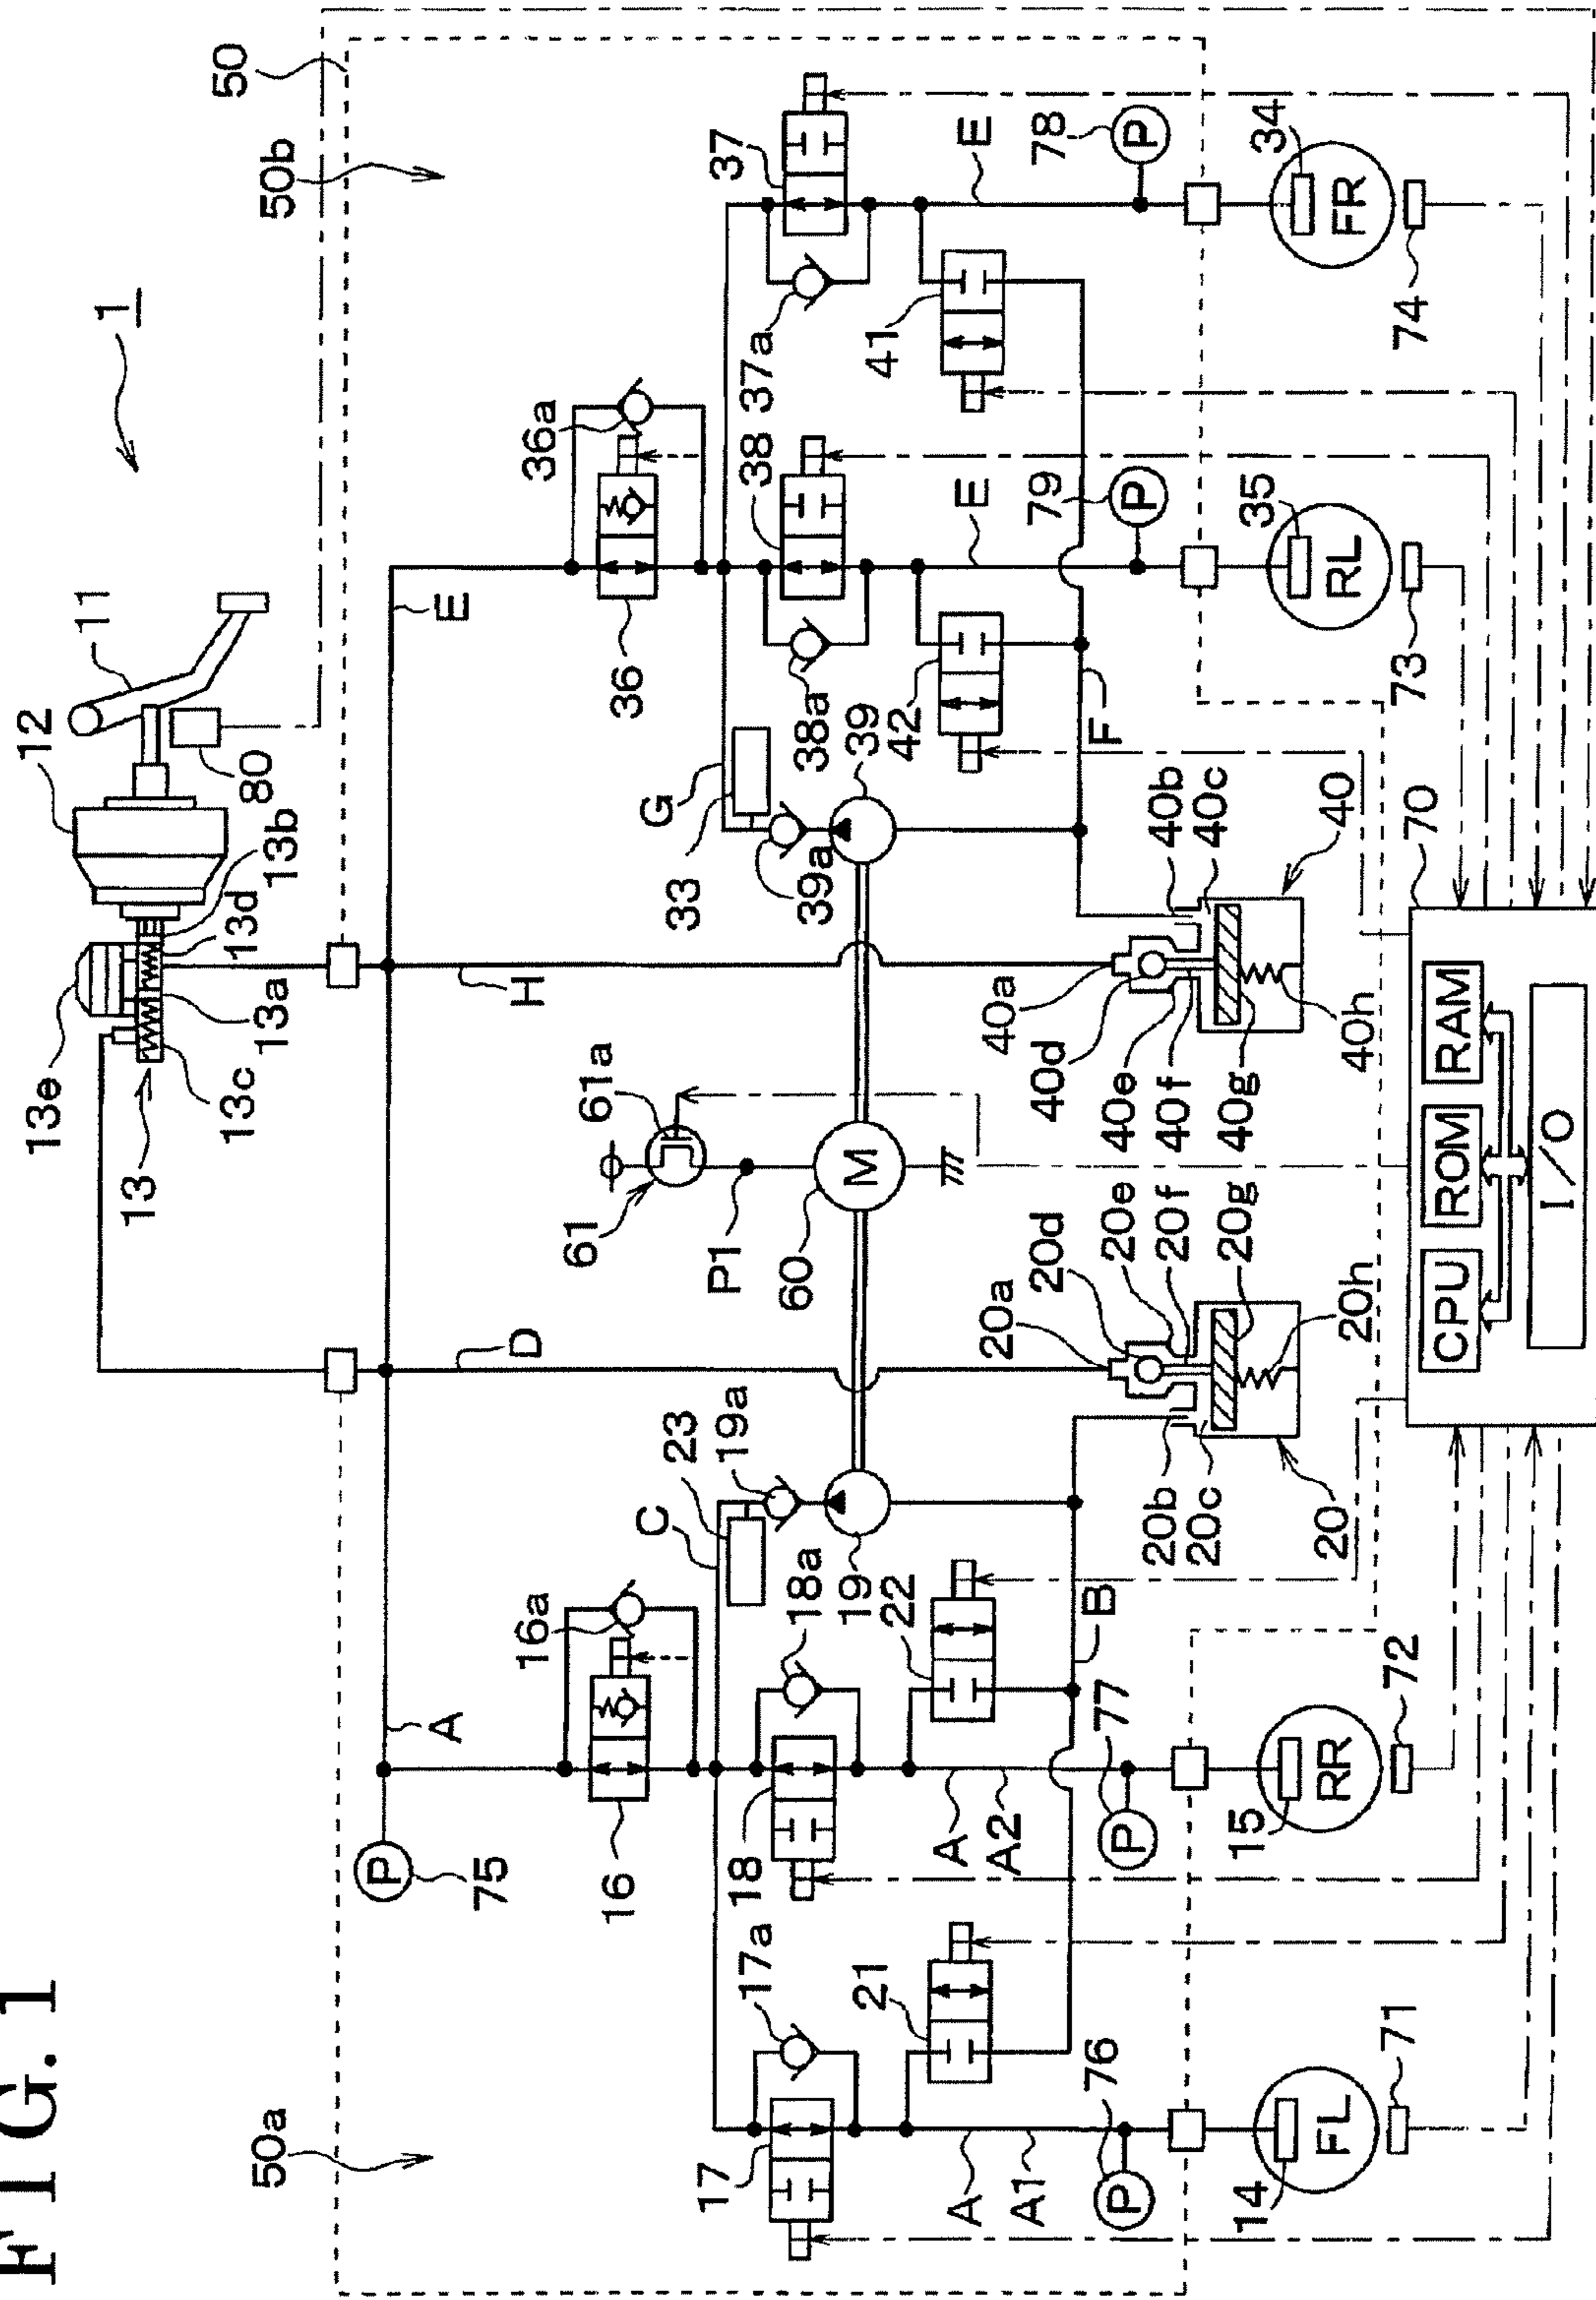 FIG. 1
1
11
12
80
13
13a
13b
13c
13d
13e
50
50a
50b
A
D
H
E
75
P
16
16a
36
36a
61
61a
P1
60
M
C
23
19a
19
G
33
39a
39
17
17a
18
18a
38
38a
37
37a
21
22
42
41
A
A1
A
A2
B
E
E
F
76
P
77
P
79
P
78
P
20a
20b
20c
20d
20e
20f
20g
20h
20
40a
40b
40c
40d
40e
40f
40g
40h
40
14
FL
71
15
RR
72
35
RL
73
34
FR
74
70
CPU
ROM
RAM
I/O